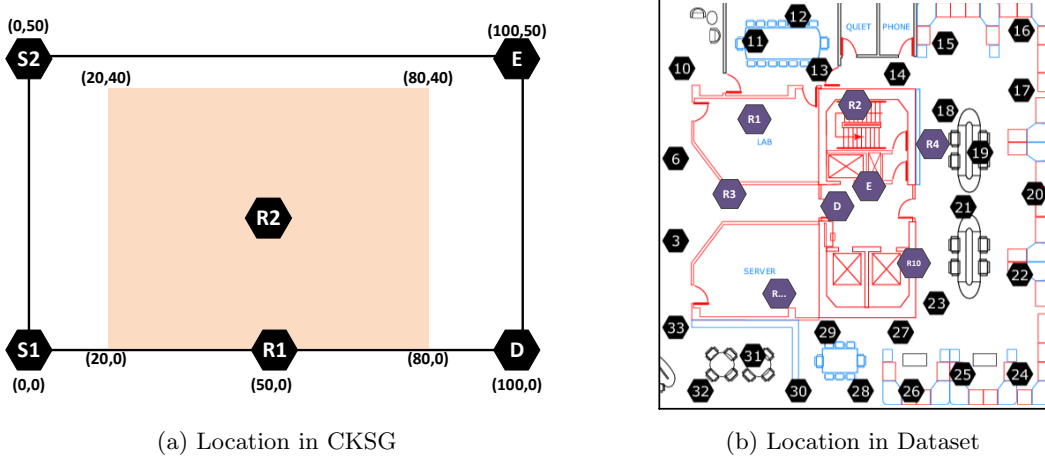 (0,50)
(100,50)
S2
E
(20,40)
(80,40)
R2
S1
R1
D
(20,0)
(80,0)
(0,0)
(50,0)
(100,0)
(a) Location in CKSG
12
QUIET
PHONE
16
11
15
10
13
14
17
R2
18
R1
LAB
R4
19
6
E
R3
20
D
21
3
SERVER
R10
22
R...
23
33
29
27
31
25
24
32
30
28
26
(b) Location in Dataset